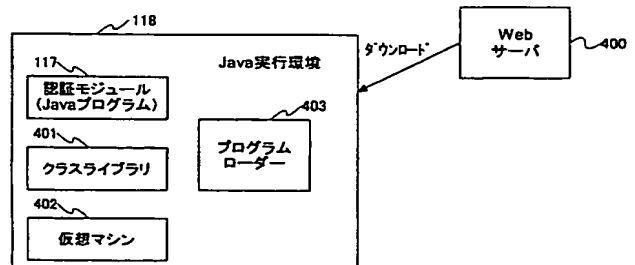 118
Java実行環境
117
認証モジュール
(Javaプログラム)
401
クラスライブラリ
402
仮想マシン
403
プログラム
ローダー
ダウンロード
Web
サーバ
400